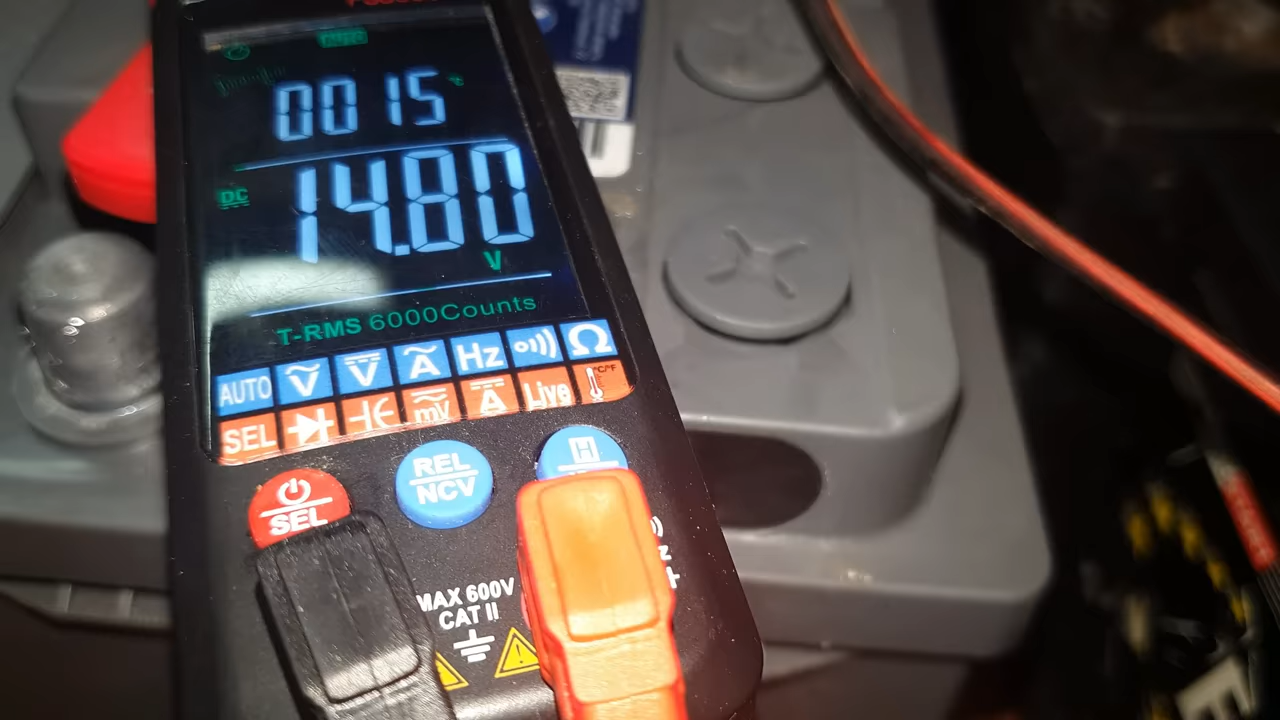 0015
DC
14.80
V
T-RMS 6000Counts
AUTO V V A Hz Ω
SEL mV A Live °C/°F
SEL
REL
NCV
H
MAX 600V
CAT II